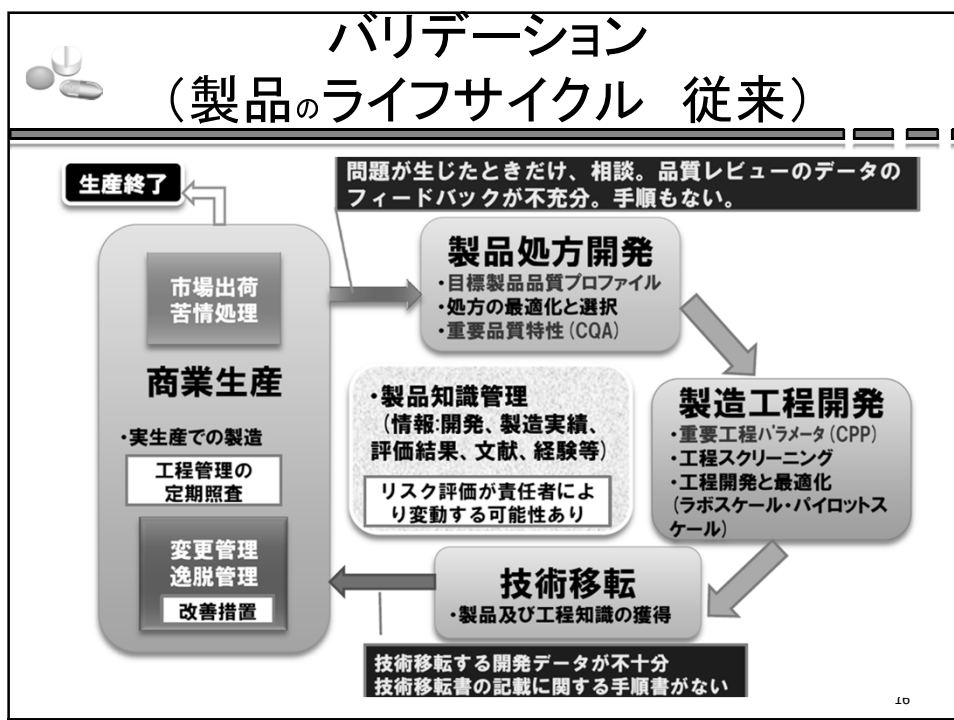 バリデーション
（製品のライフサイクル　従来）
生産終了
問題が生じたときだけ、相談。品質レビューのデータの
フィードバックが不充分。手順もない。
市場出荷
苦情処理
商業生産
・実生産での製造
工程管理の
定期照査
変更管理
逸脱管理
改善措置
製品処方開発
・目標製品品質プロファイル
・処方の最適化と選択
・重要品質特性(CQA)
・製品知識管理
(情報:開発、製造実績、
評価結果、文献、経験等)
リスク評価が責任者によ
り変動する可能性あり
製造工程開発
・重要工程パラメータ(CPP)
・工程スクリーニング
・工程開発と最適化
(ラボスケール・パイロットス
ケール)
技術移転
・製品及び工程知識の獲得
技術移転する開発データが不十分
技術移転書の記載に関する手順書がない
16